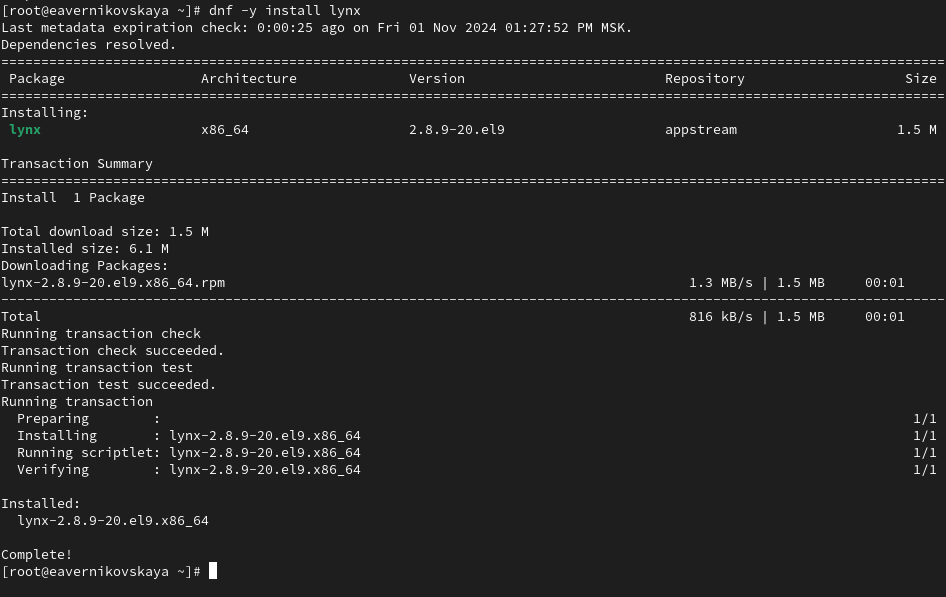 [root@eavernikovskaya ~]# dnf -y install lynx
Last metadata expiration check: 0:00:25 ago on Fri 01 Nov 2024 01:27:52 PM MSK.
Dependencies resolved.
================================================================================
 Package                 Architecture              Version                         Repository                    Size
================================================================================
Installing:
 lynx                    x86_64                    2.8.9-20.el9                    appstream                    1.5 M

Transaction Summary
================================================================================
Install  1 Package

Total download size: 1.5 M
Installed size: 6.1 M
Downloading Packages:
lynx-2.8.9-20.el9.x86_64.rpm                                                          1.3 MB/s | 1.5 MB     00:01
--------------------------------------------------------------------------------
Total                                                                                 816 kB/s | 1.5 MB     00:01
Running transaction check
Transaction check succeeded.
Running transaction test
Transaction test succeeded.
Running transaction
  Preparing        :                                                                                              1/1
  Installing       : lynx-2.8.9-20.el9.x86_64                                                                     1/1
  Running scriptlet: lynx-2.8.9-20.el9.x86_64                                                                     1/1
  Verifying        : lynx-2.8.9-20.el9.x86_64                                                                     1/1

Installed:
  lynx-2.8.9-20.el9.x86_64

Complete!
[root@eavernikovskaya ~]#